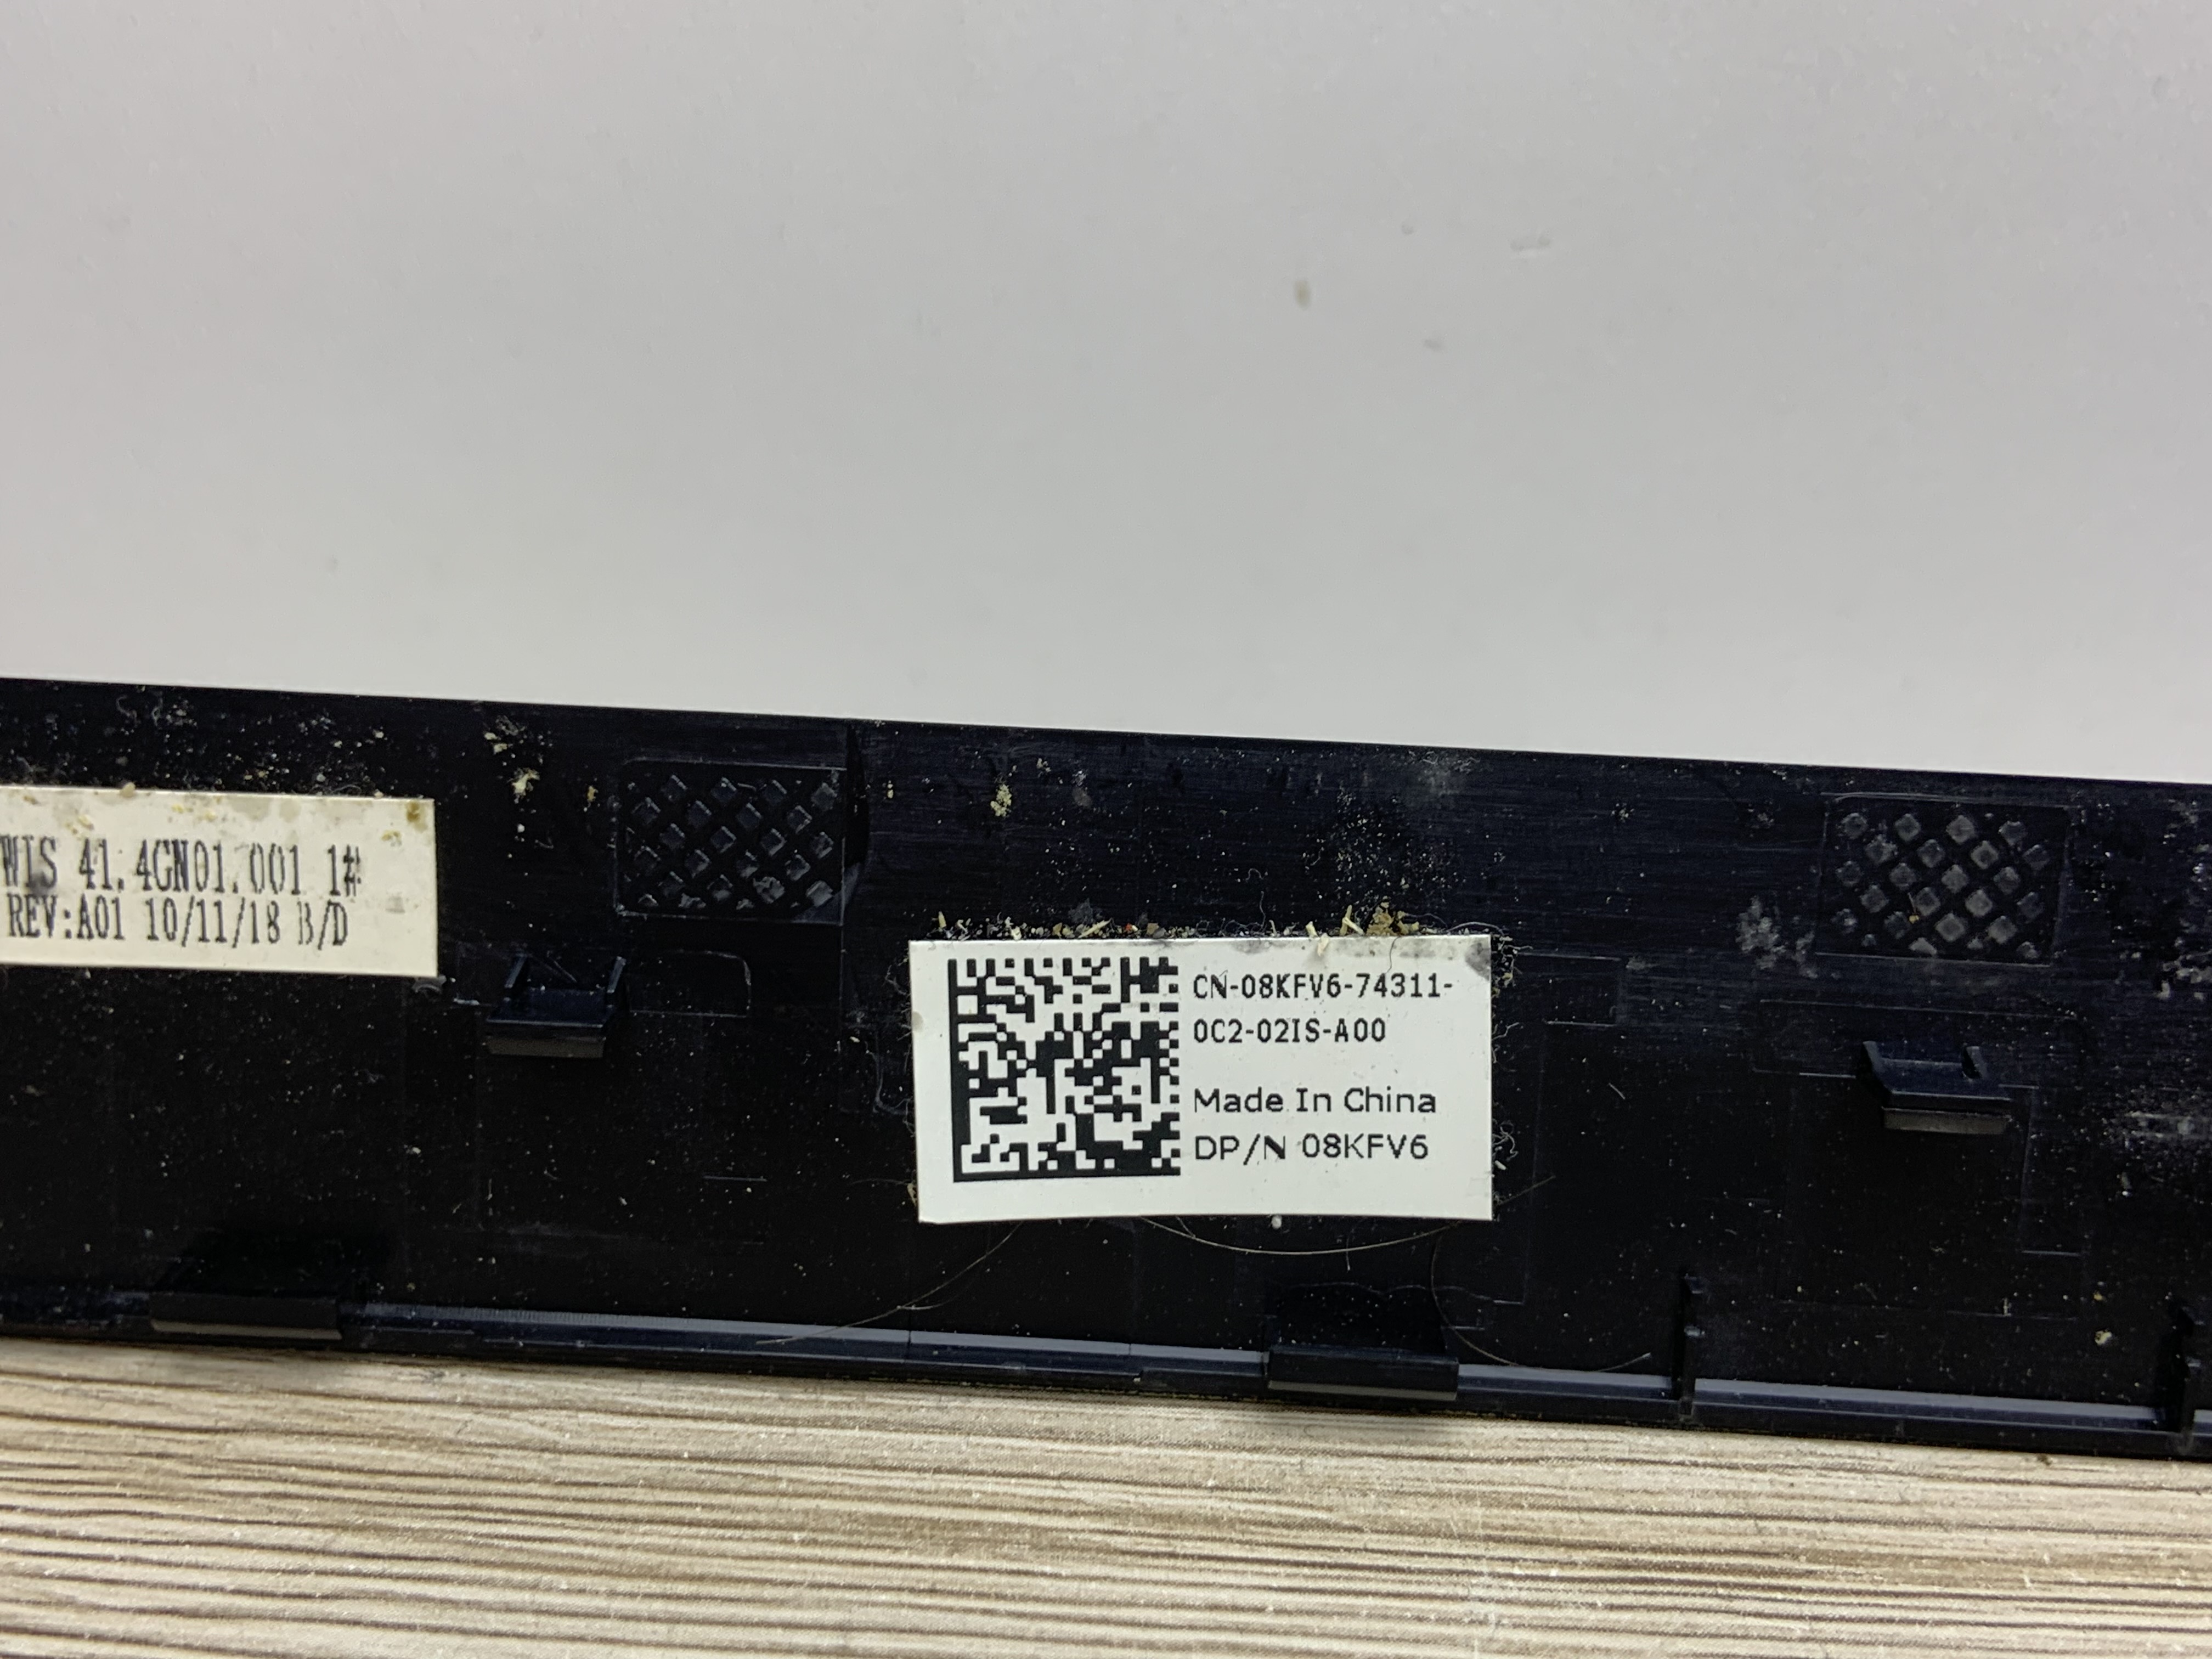 WIS 41.4GN01.001 1#
REV:A01 10/11/18 B/D
CN-08KFV6-74311-
0C2-02IS-A00
Made In China
DP/N 08KFV6